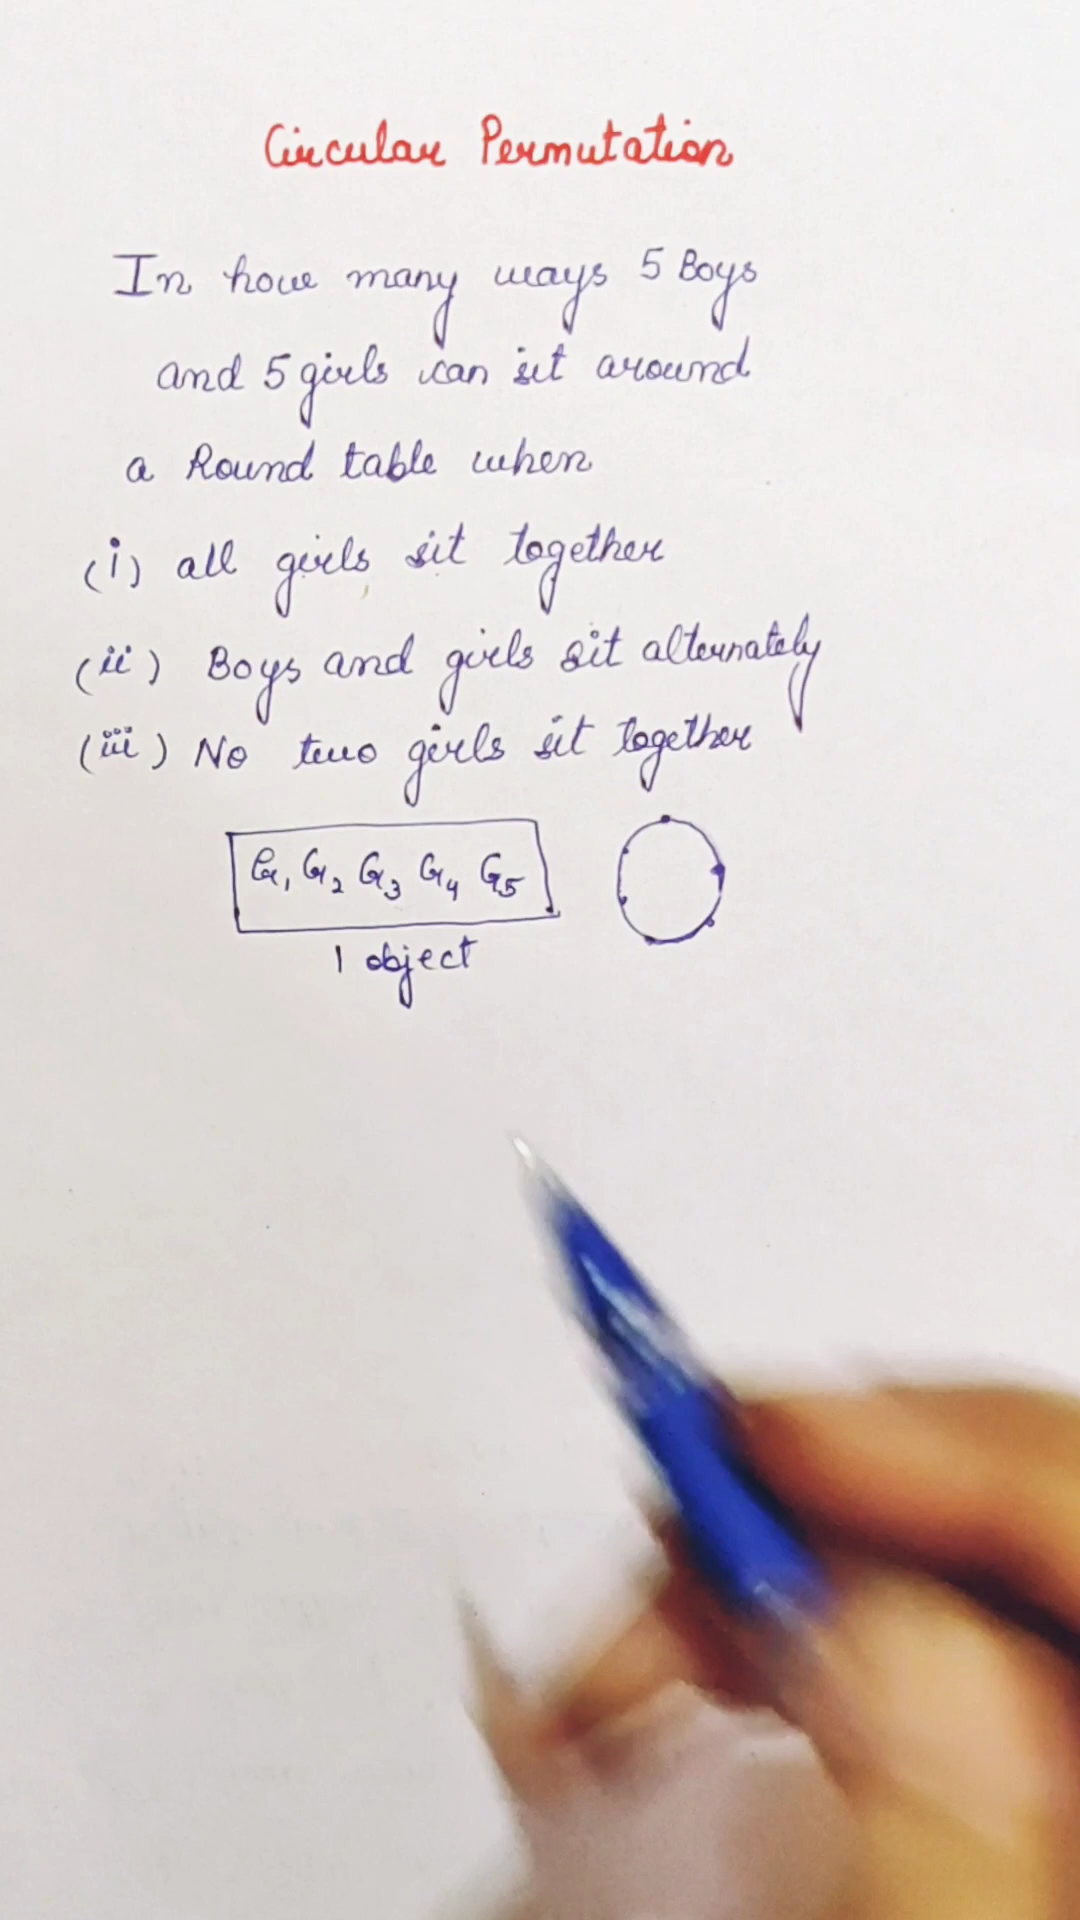 Circular Permutation
In how many ways 5 Boys
and 5 girls can sit around
a Round table when
(i) all girls sit together
(ii) Boys and girls sit alternately
(iii) No two girls sit together
G1 G2 G3 G4 G5
1 object